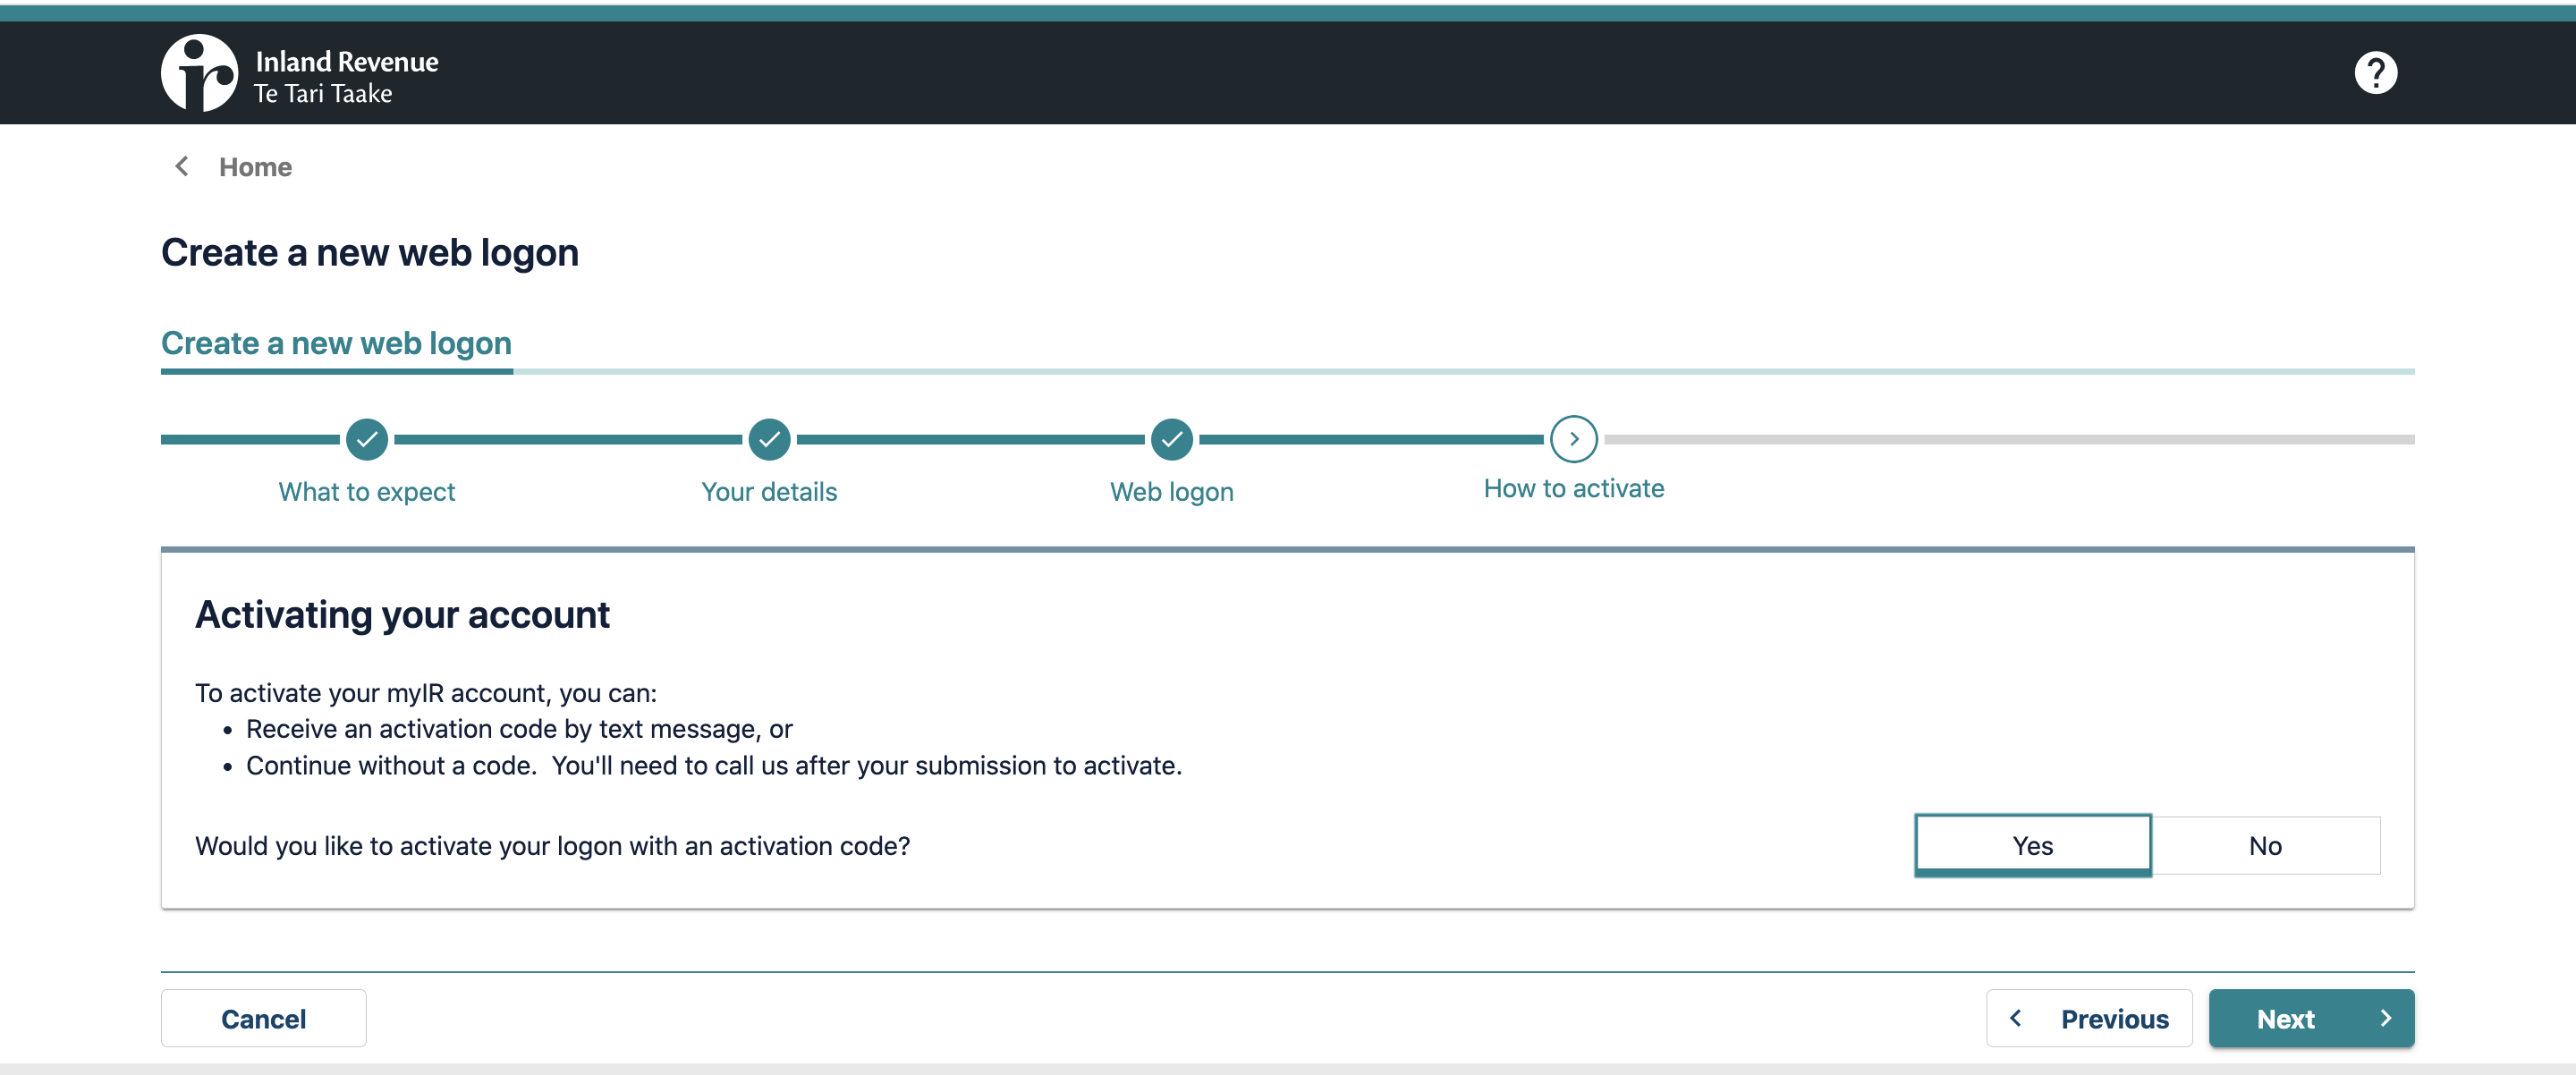 ir
Inland Revenue
Te Tari Taake
?
Home
Create a new web logon
Create a new web logon
What to expect
Your details
Web logon
How to activate
Activating your account
To activate your myIR account, you can:
• Receive an activation code by text message, or
• Continue without a code.  You'll need to call us after your submission to activate.
Would you like to activate your logon with an activation code?
Yes
No
Cancel
Previous
Next